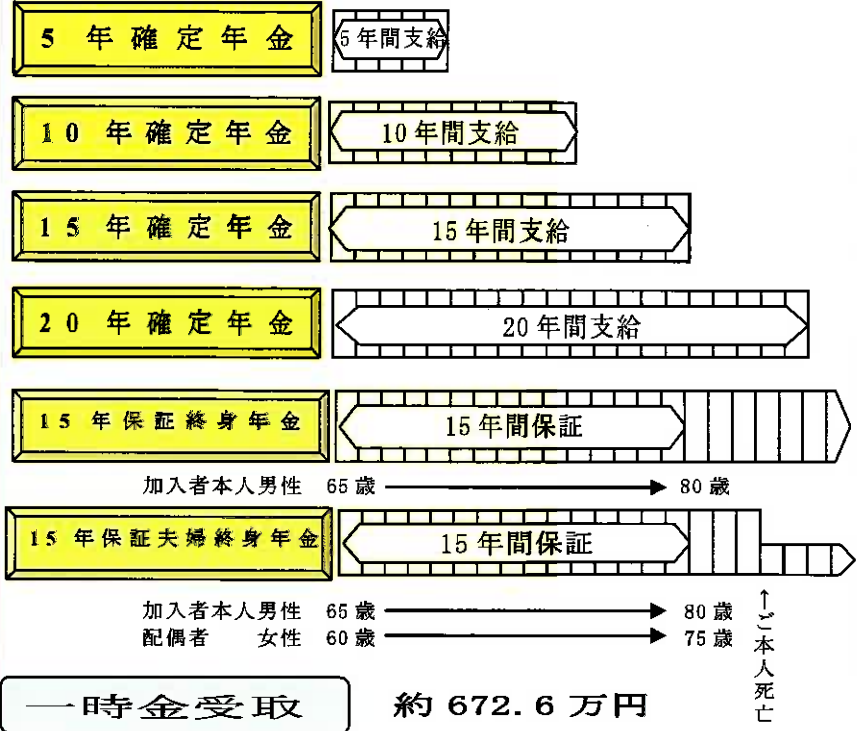 5 年確定年金 5年間支給
10 年確定年金 10年間支給
15 年確定年金 15年間支給
20 年確定年金 20年間支給
15 年保証終身年金 15年間保証
加入者本人男性 65歳 80歳
15 年保証夫婦終身年金 15年間保証
加入者本人男性 65歳 80歳
配偶者 女性 60歳 75歳
↑ご本人死亡
一時金受取 約 672.6 万円